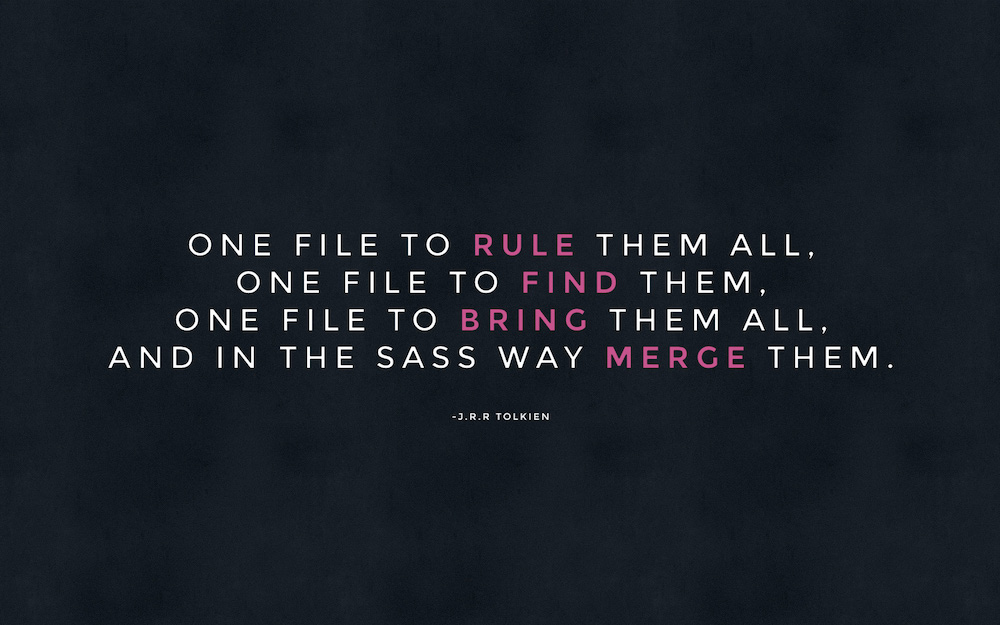 ONE FILE TO RULE THEM ALL,
ONE FILE TO FIND THEM,
ONE FILE TO BRING THEM ALL,
AND IN THE SASS WAY MERGE THEM.
-J.R.R TOLKIEN